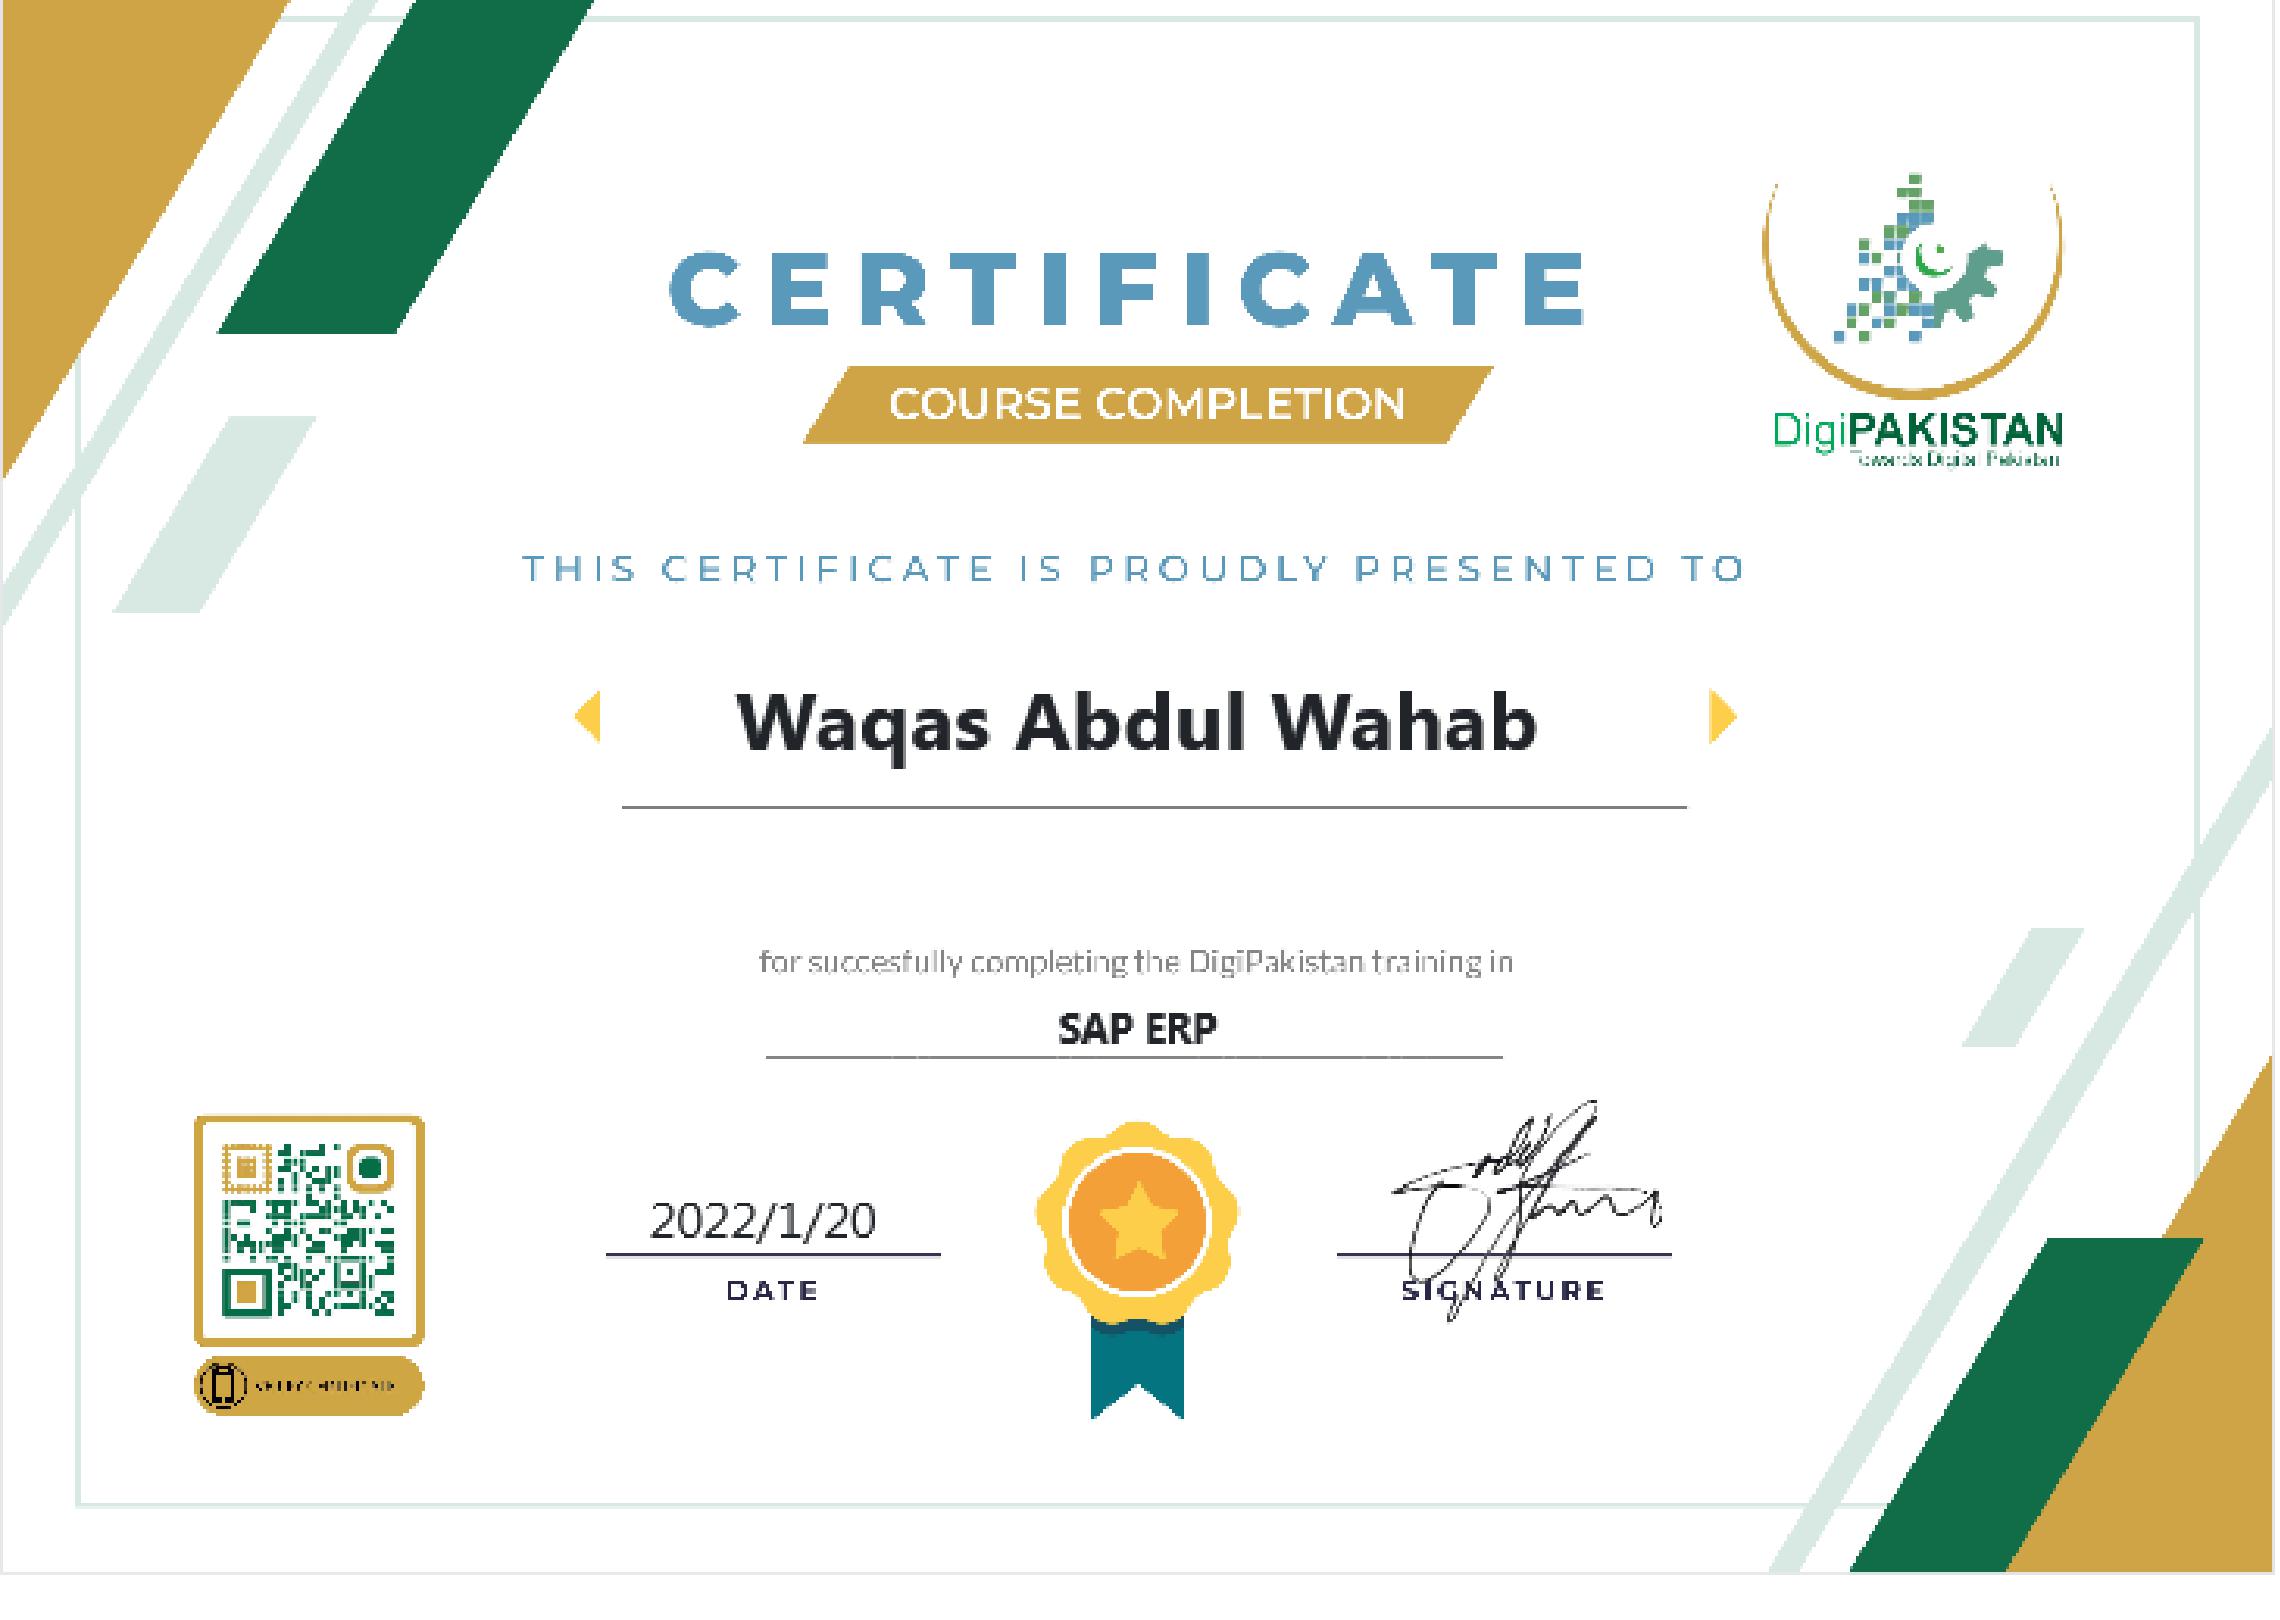 CERTIFICATE
COURSE COMPLETION
DigiPAKISTAN
Towards Digital Pakistan
THIS CERTIFICATE IS PROUDLY PRESENTED TO
Waqas Abdul Wahab
for succesfully completing the DigiPakistan training in
SAP ERP
2022/1/20
DATE
SIGNATURE